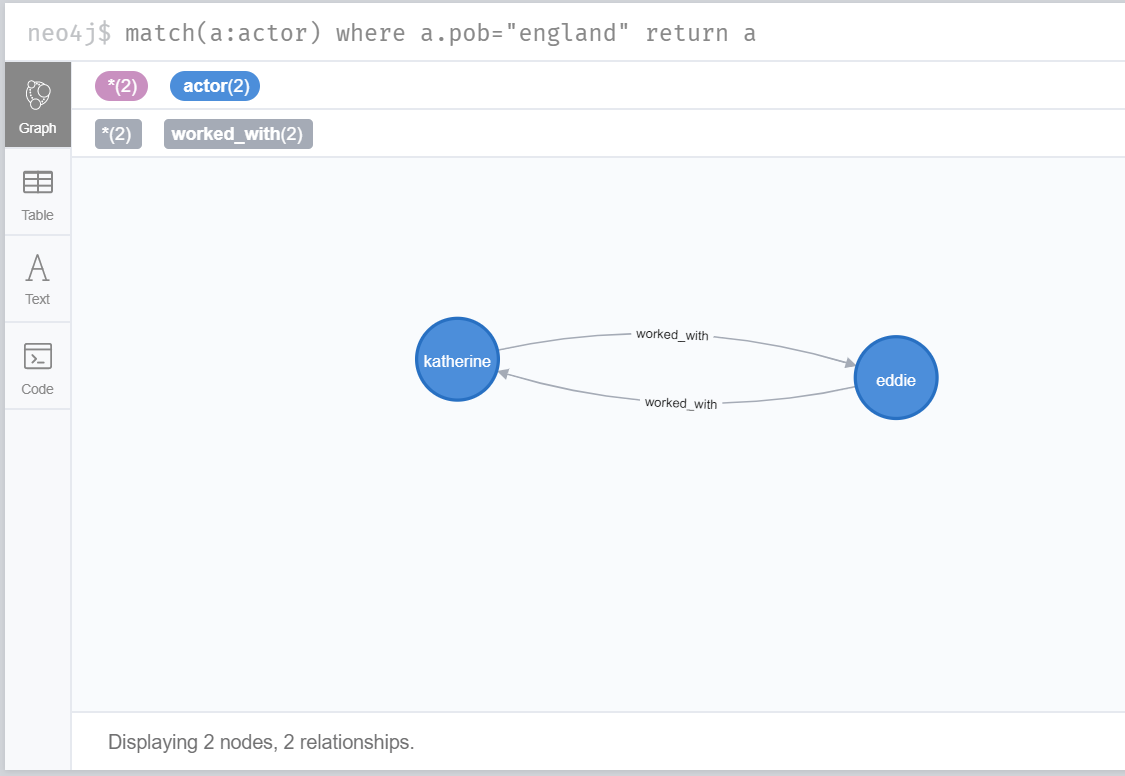 neo4j$ match(a:actor) where a.pob="england" return a
*(2) actor(2)
Graph
*(2) worked_with(2)
Table
Text
Code
worked_with
katherine
eddie
worked_with
Displaying 2 nodes, 2 relationships.